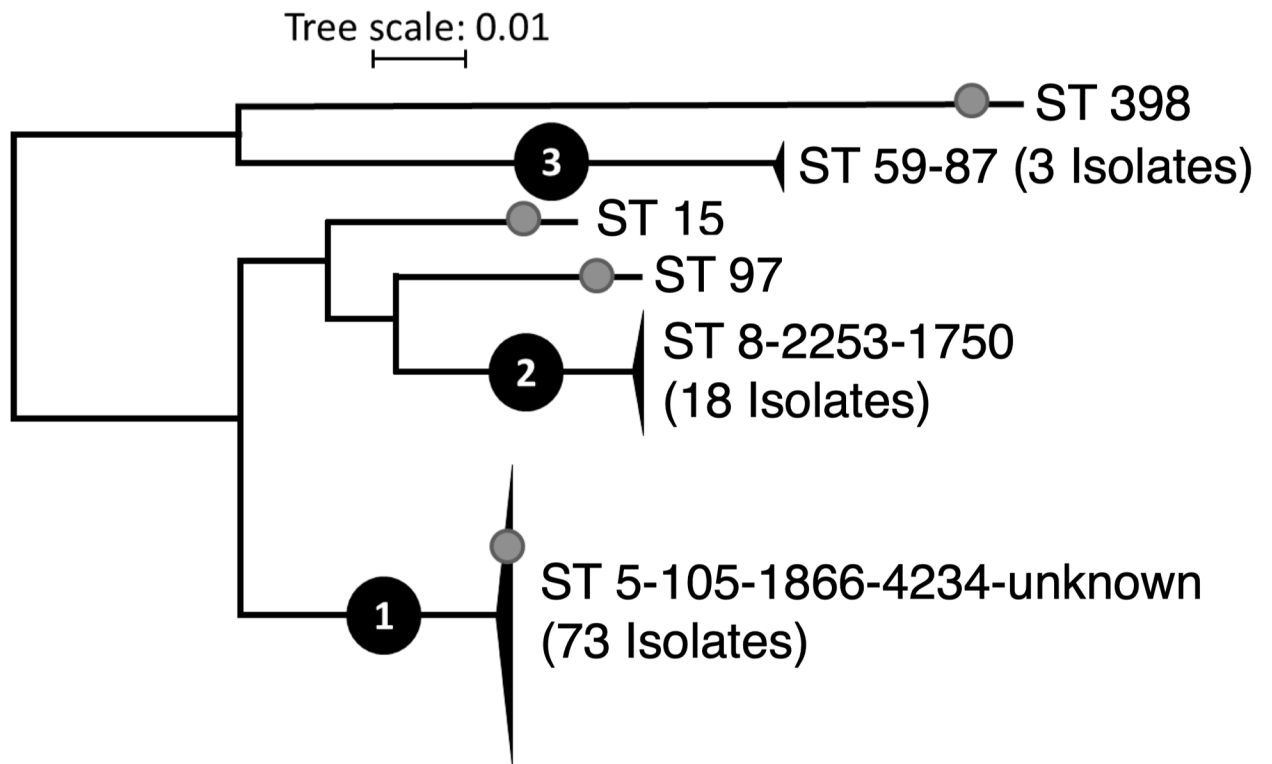 Tree scale: 0.01
ST 398
3
ST 59-87 (3 Isolates)
ST 15
ST 97
2
ST 8-2253-1750
(18 Isolates)
1
ST 5-105-1866-4234-unknown
(73 Isolates)